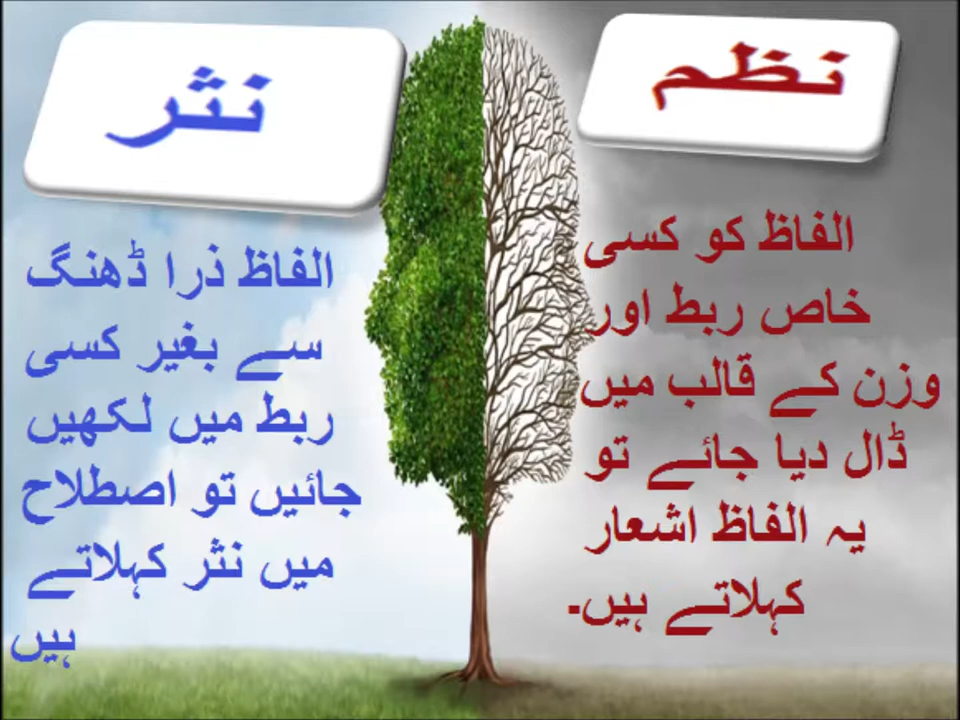 نظم
الفاظ کو کسی
خاص ربط اور
وزن کے قالب میں
ڈال دیا جائے تو
یہ الفاظ اشعار
کہلاتے ہیں۔
نثر
الفاظ ذرا ڈھنگ
سے بغیر کسی
ربط میں لکھیں
جائیں تو اصطلاح
میں نثر کہلاتے
ہیں